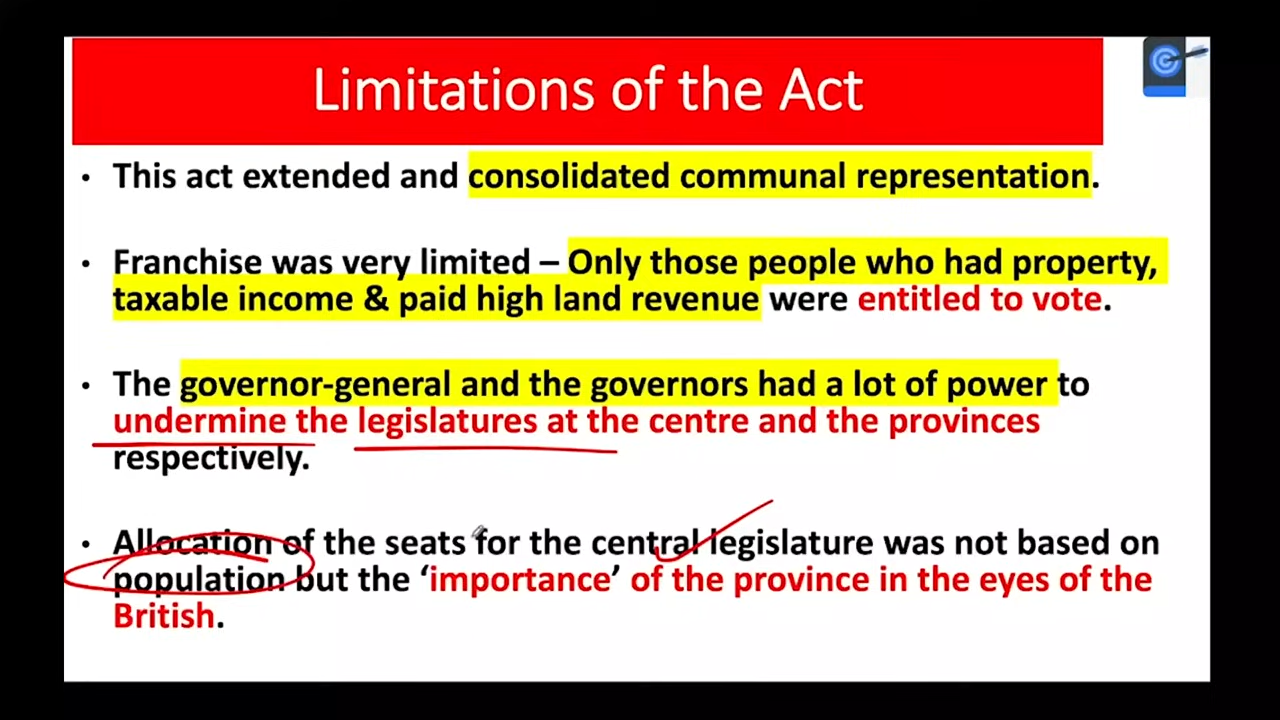 Limitations of the Act
• This act extended and consolidated communal representation.
• Franchise was very limited – Only those people who had property,
taxable income & paid high land revenue were entitled to vote.
• The governor-general and the governors had a lot of power to
undermine the legislatures at the centre and the provinces
respectively.
• Allocation of the seats for the central legislature was not based on
population but the ‘importance’ of the province in the eyes of the
British.